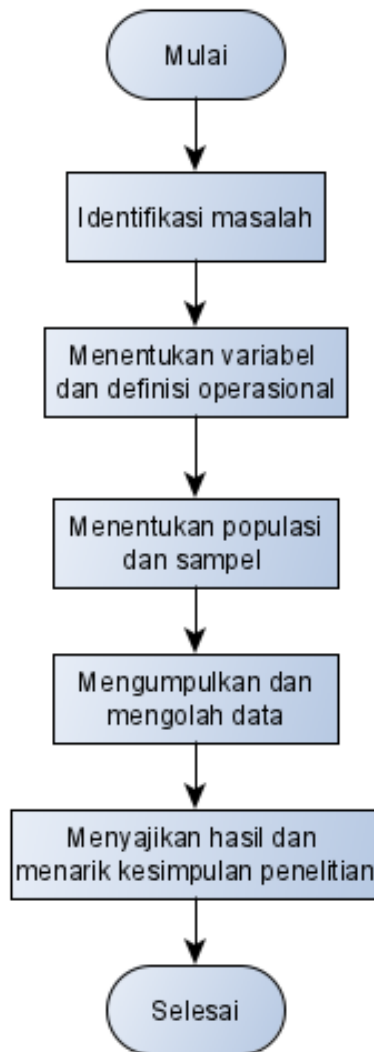 Mulai
Identifikasi masalah
Menentukan variabel
dan definisi operasional
Menentukan populasi
dan sampel
Mengumpulkan dan
mengolah data
Menyajikan hasil dan
menarik kesimpulan penelitian
Selesai